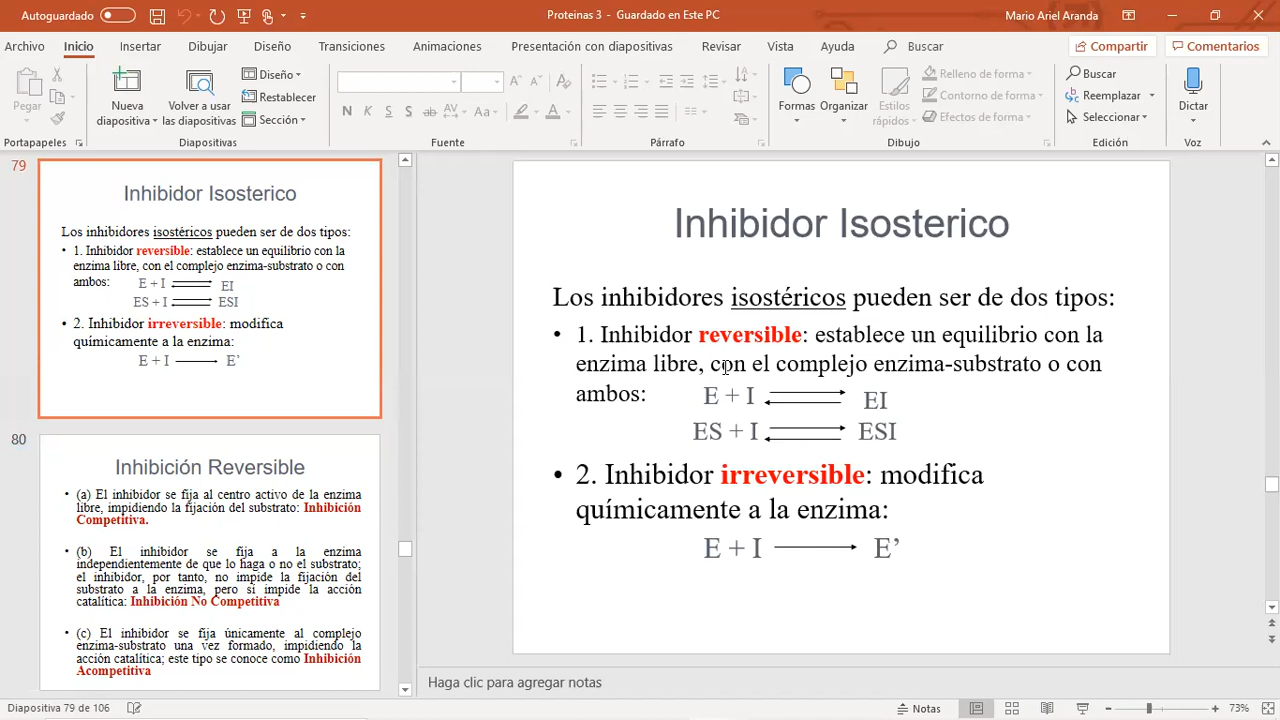 Autoguardado
Proteinas 3 - Guardado en Este PC
Mario Ariel Aranda
Archivo Inicio Insertar Dibujar Diseño Transiciones Animaciones Presentación con diapositivas Revisar Vista Ayuda Buscar Compartir Comentarios
Pegar
Nueva
diapositiva
Volver a usar
las diapositivas
Diseño
Restablecer
Sección
N K S ab AV Aa A
Formas
Organizar
Estilos
rápidos
Relleno de forma
Contorno de forma
Efectos de forma
Buscar
Reemplazar
Seleccionar
Dictar
Portapapeles Diapositivas Fuente Párrafo Dibujo Edición Voz
79
Inhibidor Isosterico
Los inhibidores isostéricos pueden ser de dos tipos:
• 1. Inhibidor reversible: establece un equilibrio con la
enzima libre, con el complejo enzima-substrato o con
ambos: E + I EI
ES + I ESI
• 2. Inhibidor irreversible: modifica
químicamente a la enzima:
E + I E’
80
Inhibición Reversible
• (a) El inhibidor se fija al centro activo de la enzima
libre, impidiendo la fijación del substrato: Inhibición
Competitiva.
• (b) El inhibidor se fija a la enzima
independientemente de que lo haga o no el substrato;
el inhibidor, por tanto, no impide la fijación del
substrato a la enzima, pero sí impide la acción
catalítica: Inhibición No Competitiva
• (c) El inhibidor se fija únicamente al complejo
enzima-substrato una vez formado, impidiendo la
acción catalítica; este tipo se conoce como Inhibición
Acompetitiva
Inhibidor Isosterico
Los inhibidores isostéricos pueden ser de dos tipos:
• 1. Inhibidor reversible: establece un equilibrio con la
enzima libre, con el complejo enzima-substrato o con
ambos: E + I EI
ES + I ESI
• 2. Inhibidor irreversible: modifica
químicamente a la enzima:
E + I E’
Haga clic para agregar notas
Diapositiva 79 de 106
Notas
73%